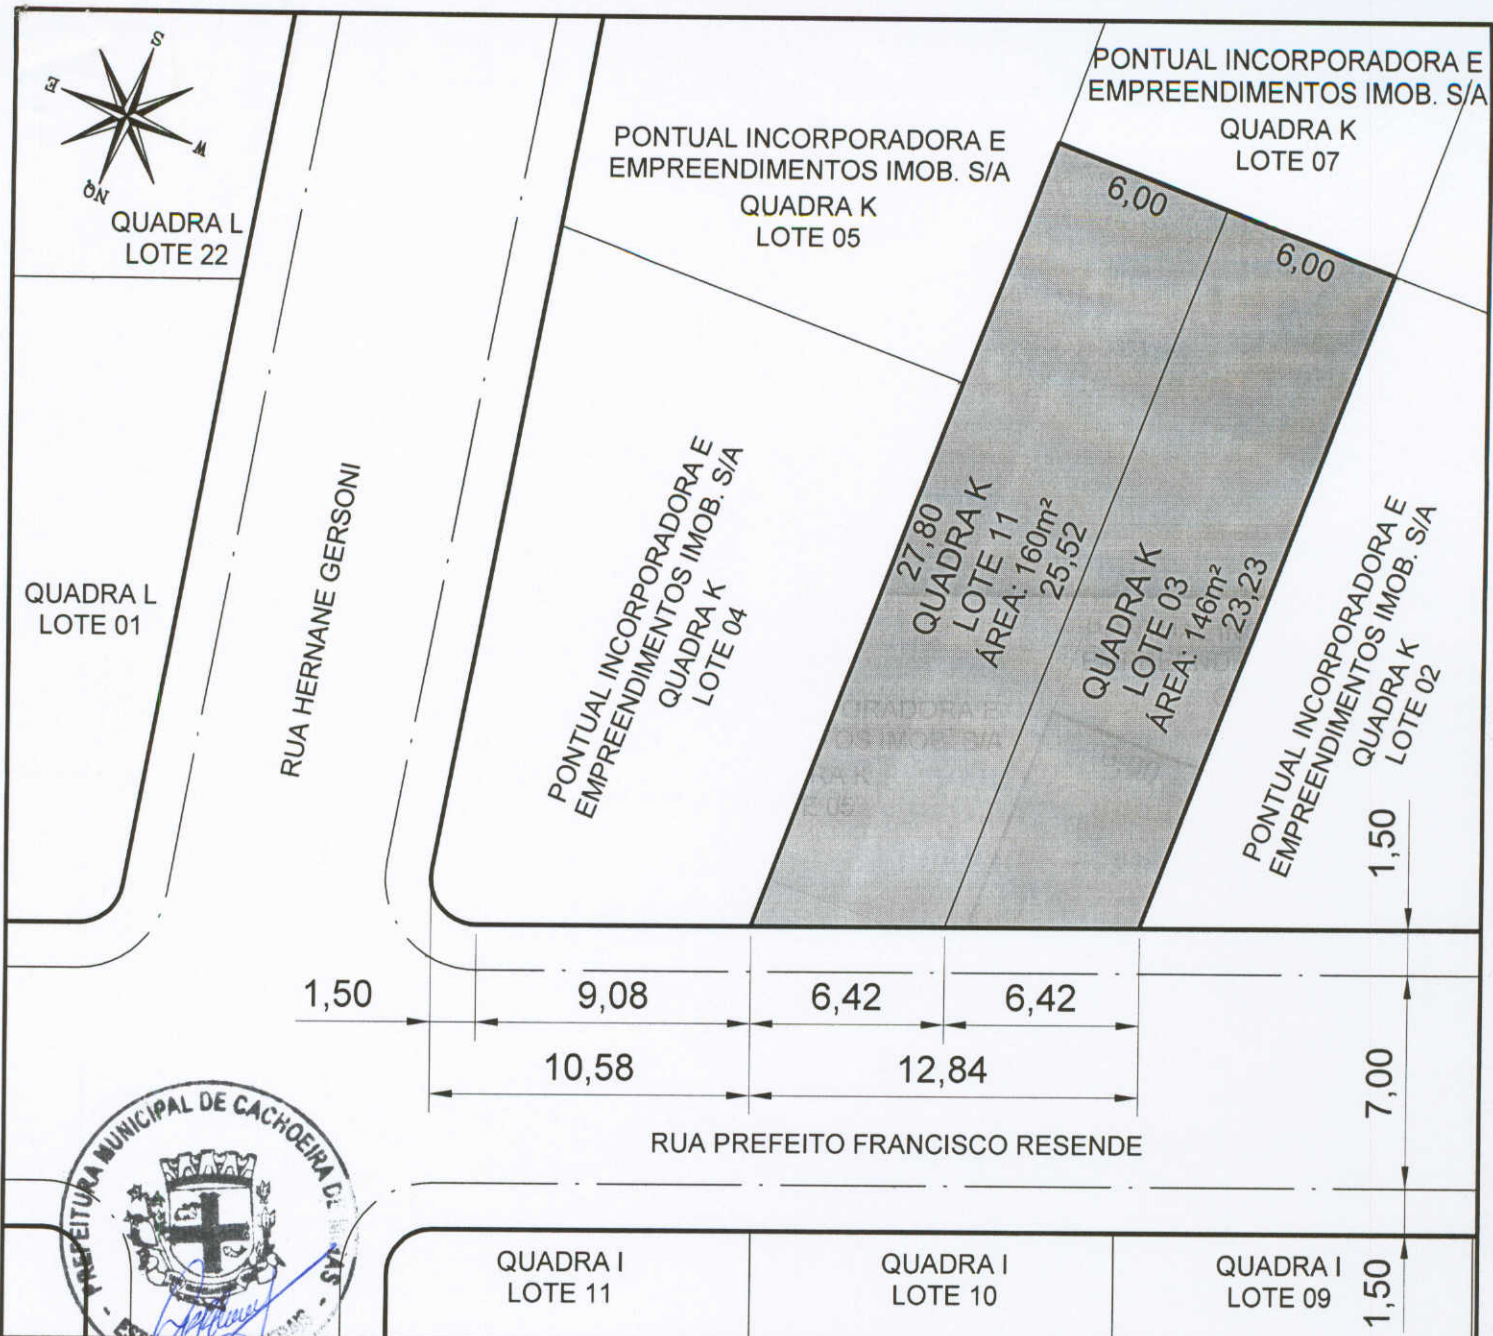 S
E
W
NQ
QUADRA L
LOTE 22
PONTUAL INCORPORADORA E
EMPREENDIMENTOS IMOB. S/A
QUADRA K
LOTE 05
PONTUAL INCORPORADORA E
EMPREENDIMENTOS IMOB. S/A
QUADRA K
LOTE 07
6,00
6,00
QUADRA L
LOTE 01
RUA HERNANE GERSONI
PONTUAL INCORPORADORA E
EMPREENDIMENTOS IMOB. S/A
QUADRA K
LOTE 04
27,80
QUADRA K
LOTE 11
ÁREA: 160m²
25,52
QUADRA K
LOTE 03
ÁREA: 146m²
23,23
PONTUAL INCORPORADORA E
EMPREENDIMENTOS IMOB. S/A
QUADRA K
LOTE 02
1,50
1,50
9,08
6,42
6,42
10,58
12,84
7,00
RUA PREFEITO FRANCISCO RESENDE
PREFEITURA MUNICIPAL DE CACHOEIRA DE MINAS
QUADRA I
LOTE 11
QUADRA I
LOTE 10
QUADRA I
LOTE 09
1,50